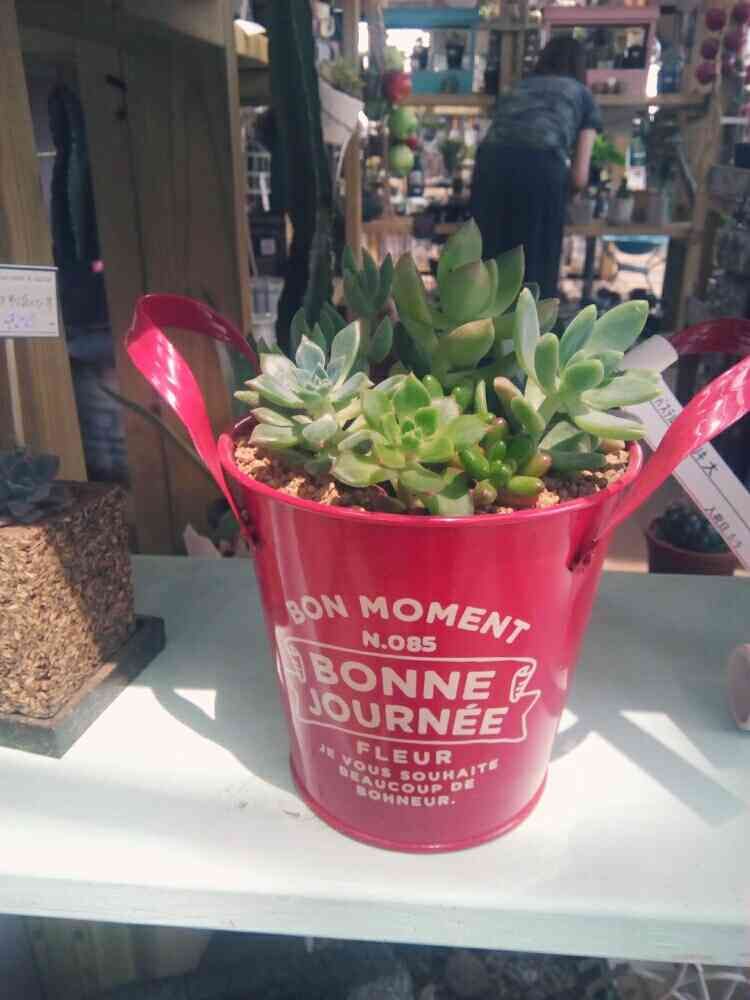 BON MOMENT
N.085
BONNE
JOURNÉE
FLEUR
JE VOUS SOUHAITE
BEAUCOUP DE
BONHEUR.